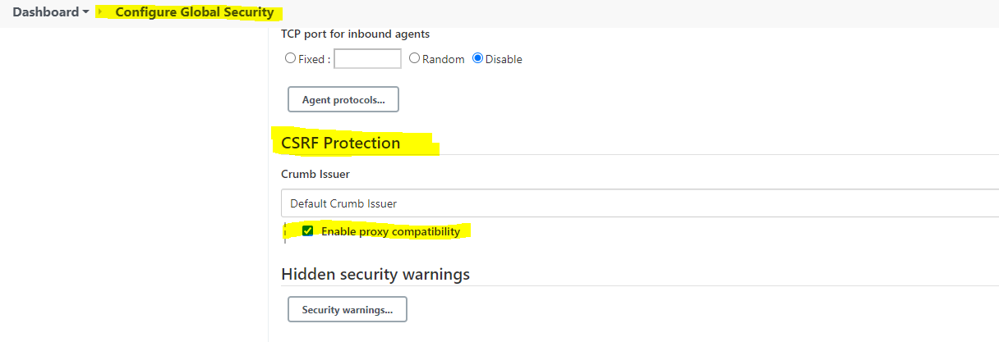 Dashboard Configure Global Security
TCP port for inbound agents
Fixed : Random Disable
Agent protocols...
CSRF Protection
Crumb Issuer
Default Crumb Issuer
Enable proxy compatibility
Hidden security warnings
Security warnings...